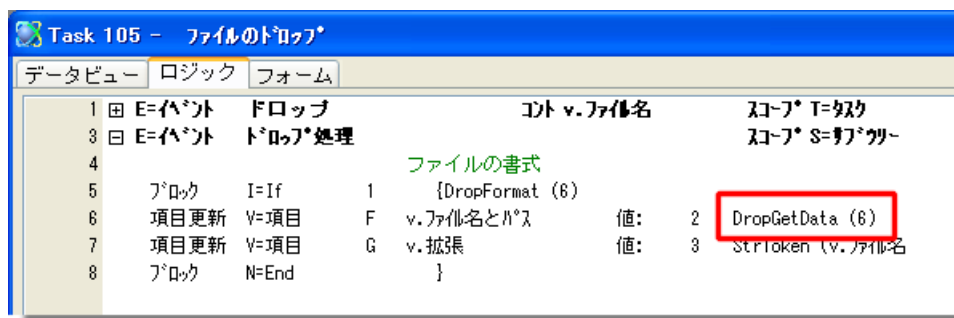 Task 105 - ﾌｧｲﾙのﾄﾞﾛｯﾌﾟ
データビュー ロジック フォーム
1 E=ｲﾍﾞﾝﾄ ドロップ ｺﾝﾄ v.ﾌｧｲﾙ名 ｽｺｰﾌﾟ T=ﾀｽｸ
3 E=ｲﾍﾞﾝﾄ ﾄﾞﾛｯﾌﾟ処理 ｽｺｰﾌﾟ S=ｻﾌﾞﾂﾘｰ
4 ファイルの書式
5 ﾌﾞﾛｯｸ I=If 1 {DropFormat (6)
6 項目更新 V=項目 F v.ﾌｧｲﾙ名とﾊﾟｽ 値: 2 DropGetData (6)
7 項目更新 V=項目 G v.拡張 値: 3 StrToken (v.ﾌｧｲﾙ名
8 ﾌﾞﾛｯｸ N=End }